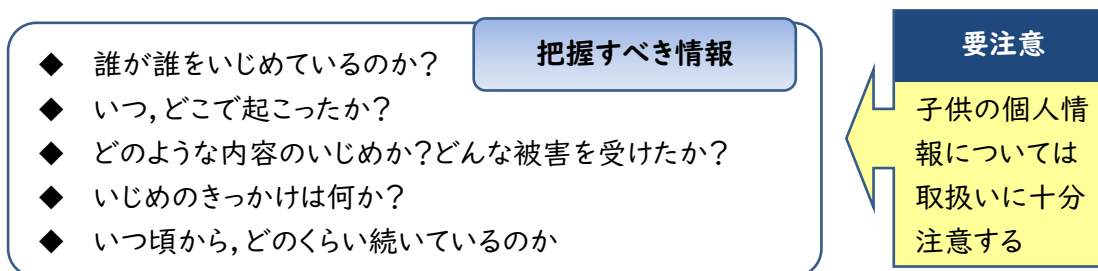 把握すべき情報
◆ 誰が誰をいじめているのか?
◆ いつ,どこで起こったか?
◆ どのような内容のいじめか?どんな被害を受けたか?
◆ いじめのきっかけは何か?
◆ いつ頃から,どのくらい続いているのか
要注意
子供の個人情
報については
取扱いに十分
注意する